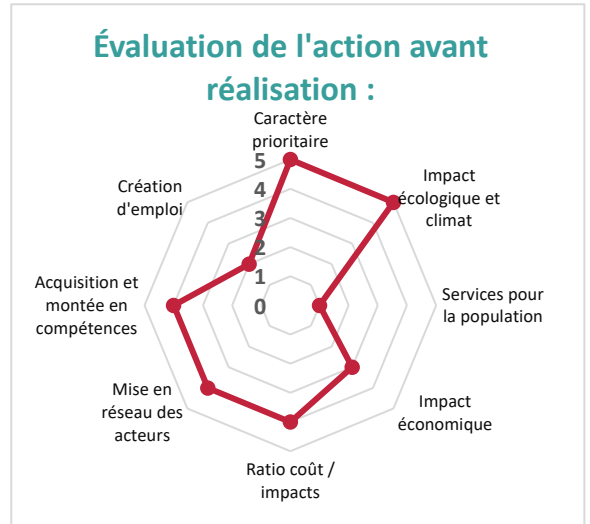 Évaluation de l'action avant
réalisation :
Caractère
prioritaire
Impact
écologique et
climat
Services pour
la population
Impact
économique
Ratio coût /
impacts
Mise en
réseau des
acteurs
Acquisition et
montée en
compétences
Création
d'emploi
5
4
3
2
1
0